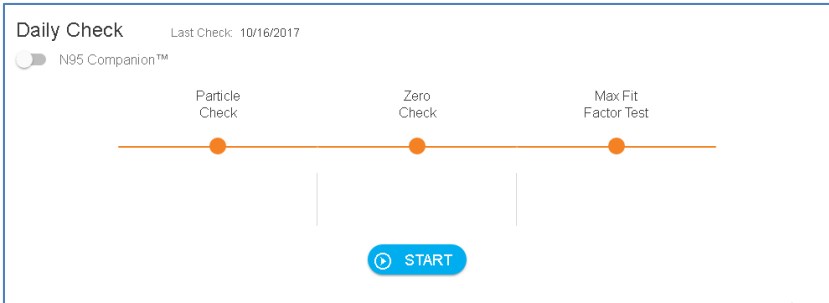 Daily Check Last Check: 10/16/2017
N95 Companion™
Particle Check
Zero Check
Max Fit Factor Test
START